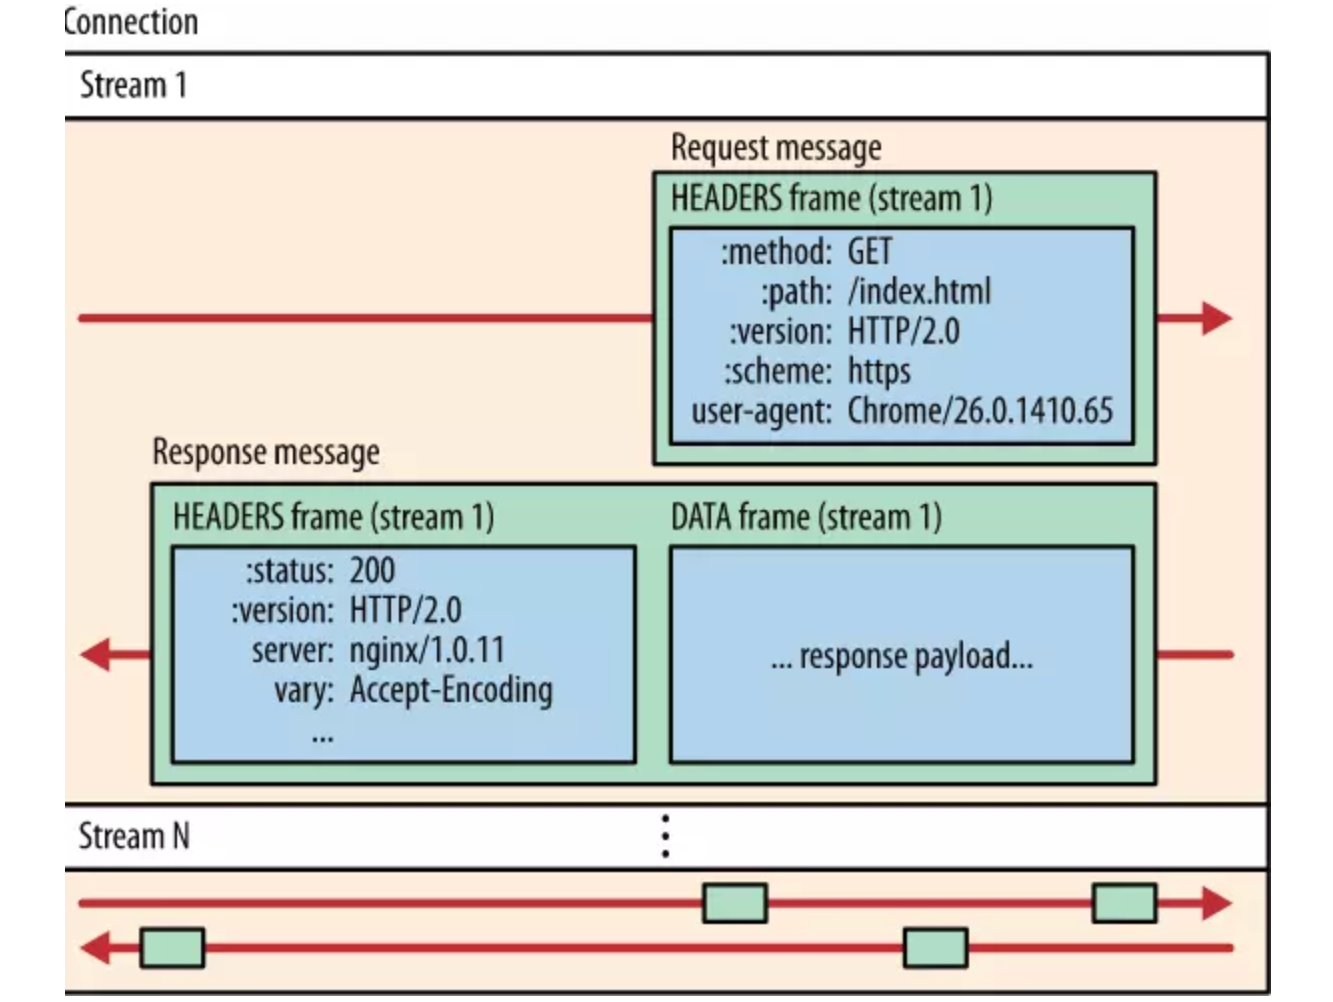 Connection
Stream 1
Request message
HEADERS frame (stream 1)
:method: GET
:path: /index.html
:version: HTTP/2.0
:scheme: https
user-agent: Chrome/26.0.1410.65
Response message
HEADERS frame (stream 1)
:status: 200
:version: HTTP/2.0
server: nginx/1.0.11
vary: Accept-Encoding
...
DATA frame (stream 1)
... response payload...
Stream N